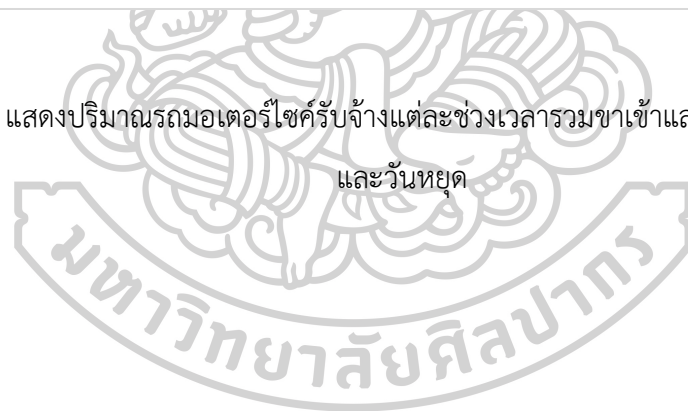 แสดงปริมาณรถมอเตอร์ไซค์รับจ้างแต่ละช่วงเวลารวมขาเข้าแล
และวันหยุด
มหาวิทยาลัยศิลปากร